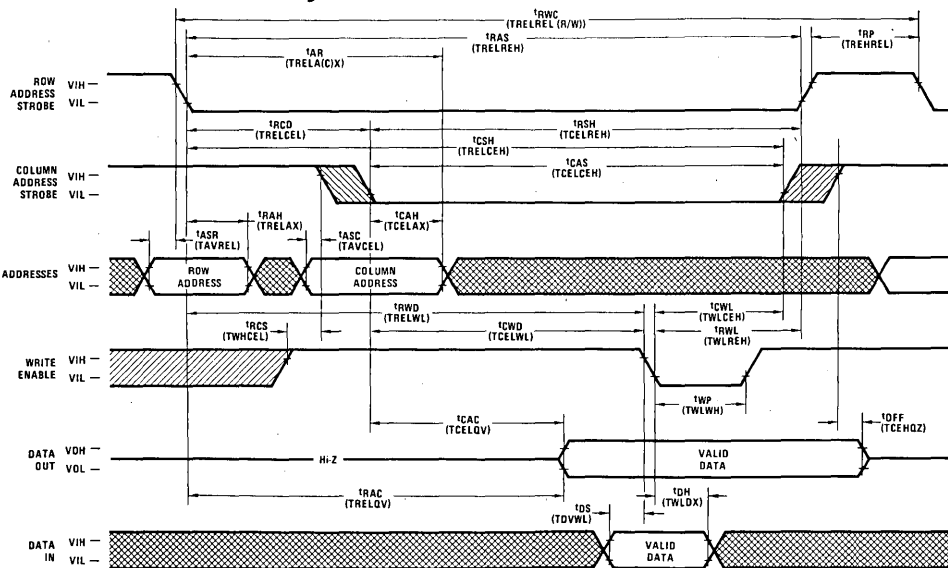 tRWC
(TRELREL (R/W))
tRAS
(TRELREH)
tRP
(TREHREL)
tAR
(TRELA(C)X)
ROW
ADDRESS
STROBE
VIH
VIL
tRCD
(TRELCEL)
tRSH
(TCELREH)
tCSH
(TRELCEH)
tCAS
(TCELCEH)
COLUMN
ADDRESS
STROBE
VIH
VIL
tRAH
(TRELAX)
tCAH
(TCELAX)
tASR
(TAVREL)
tASC
(TAVCEL)
ADDRESSES
VIH
VIL
ROW
ADDRESS
COLUMN
ADDRESS
tRWD
(TRELWL)
tCWL
(TWLCEH)
tRCS
(TWHCEL)
tCWD
(TCELWL)
tRWL
(TWLREH)
WRITE
ENABLE
VIH
VIL
tWP
(TWLWH)
tCAC
(TCELQV)
tOFF
(TCEHQZ)
DATA
OUT
VOH
VOL
Hi-Z
VALID
DATA
tRAC
(TRELQV)
tDS
(TDVWL)
tDH
(TWLDX)
DATA
IN
VIH
VIL
VALID
DATA